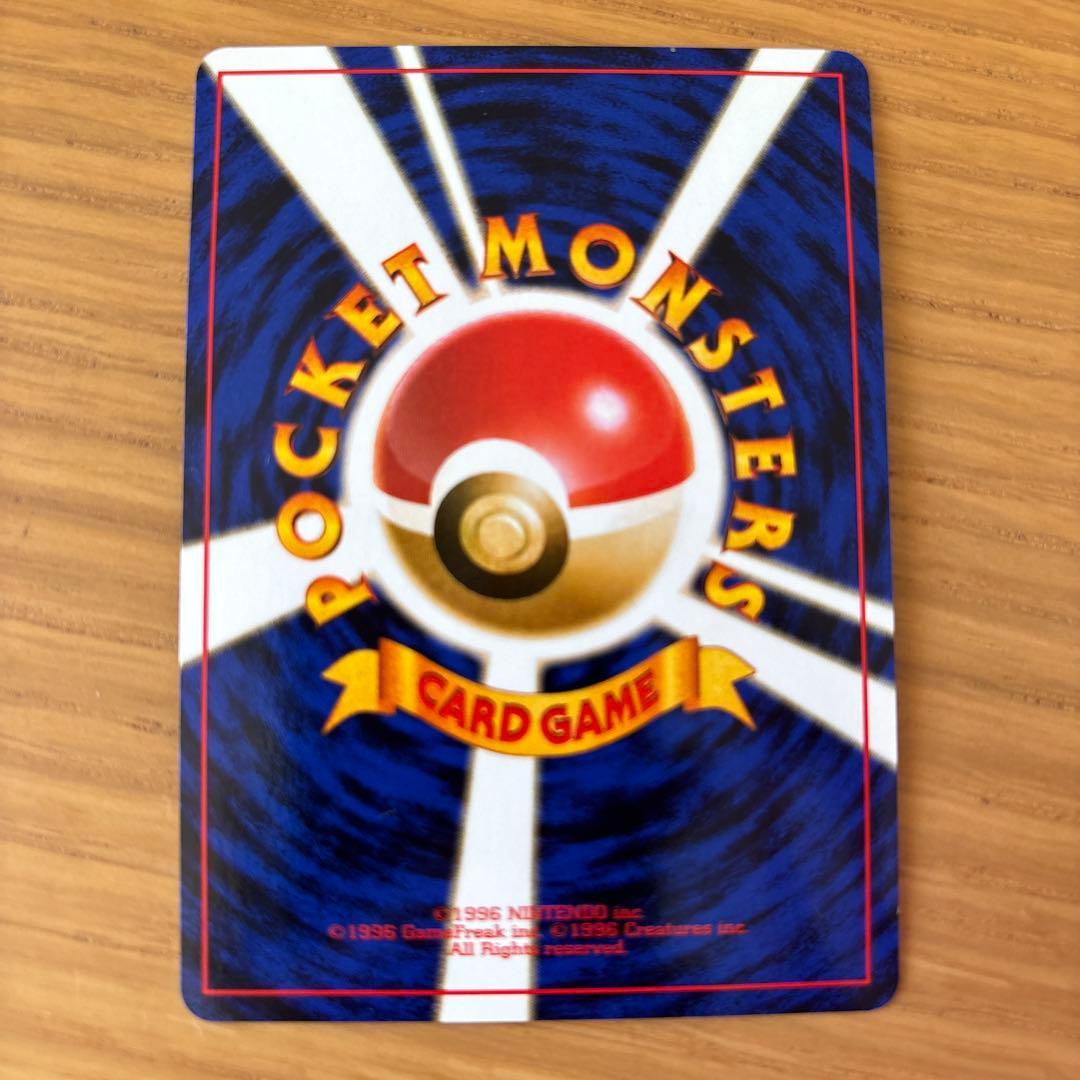 POCKET MONSTERS
CARD GAME
©1996 NINTENDO inc.
©1996 GameFreak inc. ©1996 Creatures inc.
All Rights reserved.